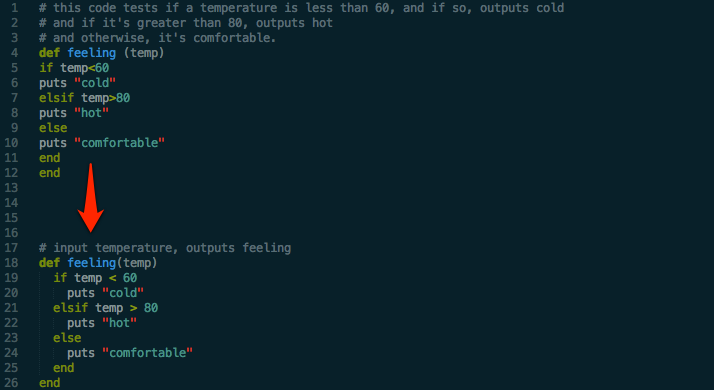 1 # this code tests if a temperature is less than 60, and if so, outputs cold
2 # and if it's greater than 80, outputs hot
3 # and otherwise, it's comfortable.
4 def feeling (temp)
5 if temp<60
6 puts "cold"
7 elsif temp>80
8 puts "hot"
9 else
10 puts "comfortable"
11 end
12 end
13
14
15
16
17 # input temperature, outputs feeling
18 def feeling(temp)
19   if temp < 60
20     puts "cold"
21   elsif temp > 80
22     puts "hot"
23   else
24     puts "comfortable"
25   end
26 end